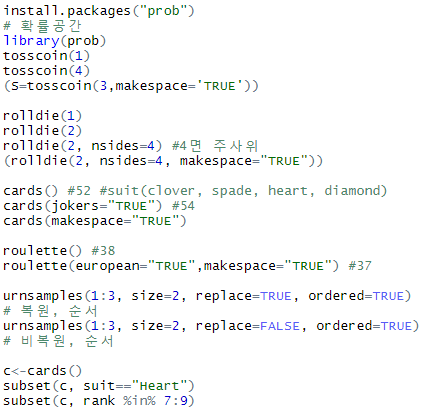 install.packages("prob")
# 확률공간
library(prob)
tosscoin(1)
tosscoin(4)
(S=tosscoin(3,makespace='TRUE'))
rolldie(1)
rolldie(2)
rolldie(2, nsides=4) #4면 주사위
(rolldie(2, nsides=4, makespace="TRUE"))
cards() #52 #suit(clover, spade, heart, diamond)
cards(jokers="TRUE") #54
cards(makespace="TRUE")
roulette() #38
roulette(european="TRUE",makespace="TRUE") #37
urnsamples(1:3, size=2, replace=TRUE, ordered=TRUE)
# 복원, 순서
urnsamples(1:3, size=2, replace=FALSE, ordered=TRUE)
# 비복원, 순서
c<-cards()
subset(c, suit=="Heart")
subset(c, rank %in% 7:9)